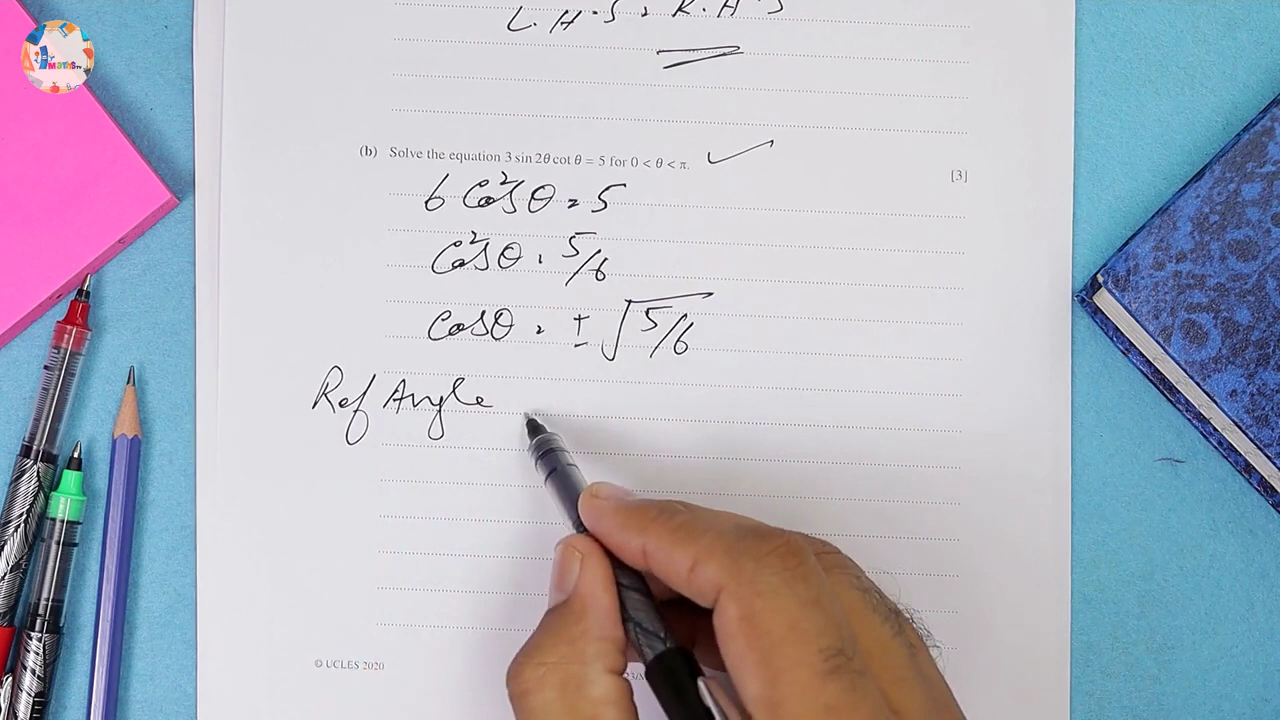 L.H.S = R.H.S
(b) Solve the equation 3 sin 2θ cot θ = 5 for 0 < θ < π.
[3]
6 Cos²θ = 5
Cos²θ = 5/6
Cosθ = ± √5/6
Ref Angle
© UCLES 2020